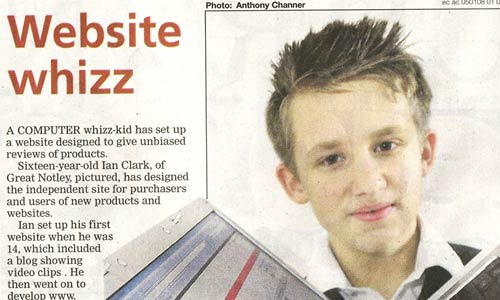 Photo: Anthony Channer
ec ac 050108 01 0
Website
whizz
A COMPUTER whizz-kid has set up
a website designed to give unbiased
reviews of products.
Sixteen-year-old Ian Clark, of
Great Notley, pictured, has designed
the independent site for purchasers
and users of new products and
websites.
Ian set up his first
website when he was
14, which included
a blog showing
video clips . He
then went on to
develop www.